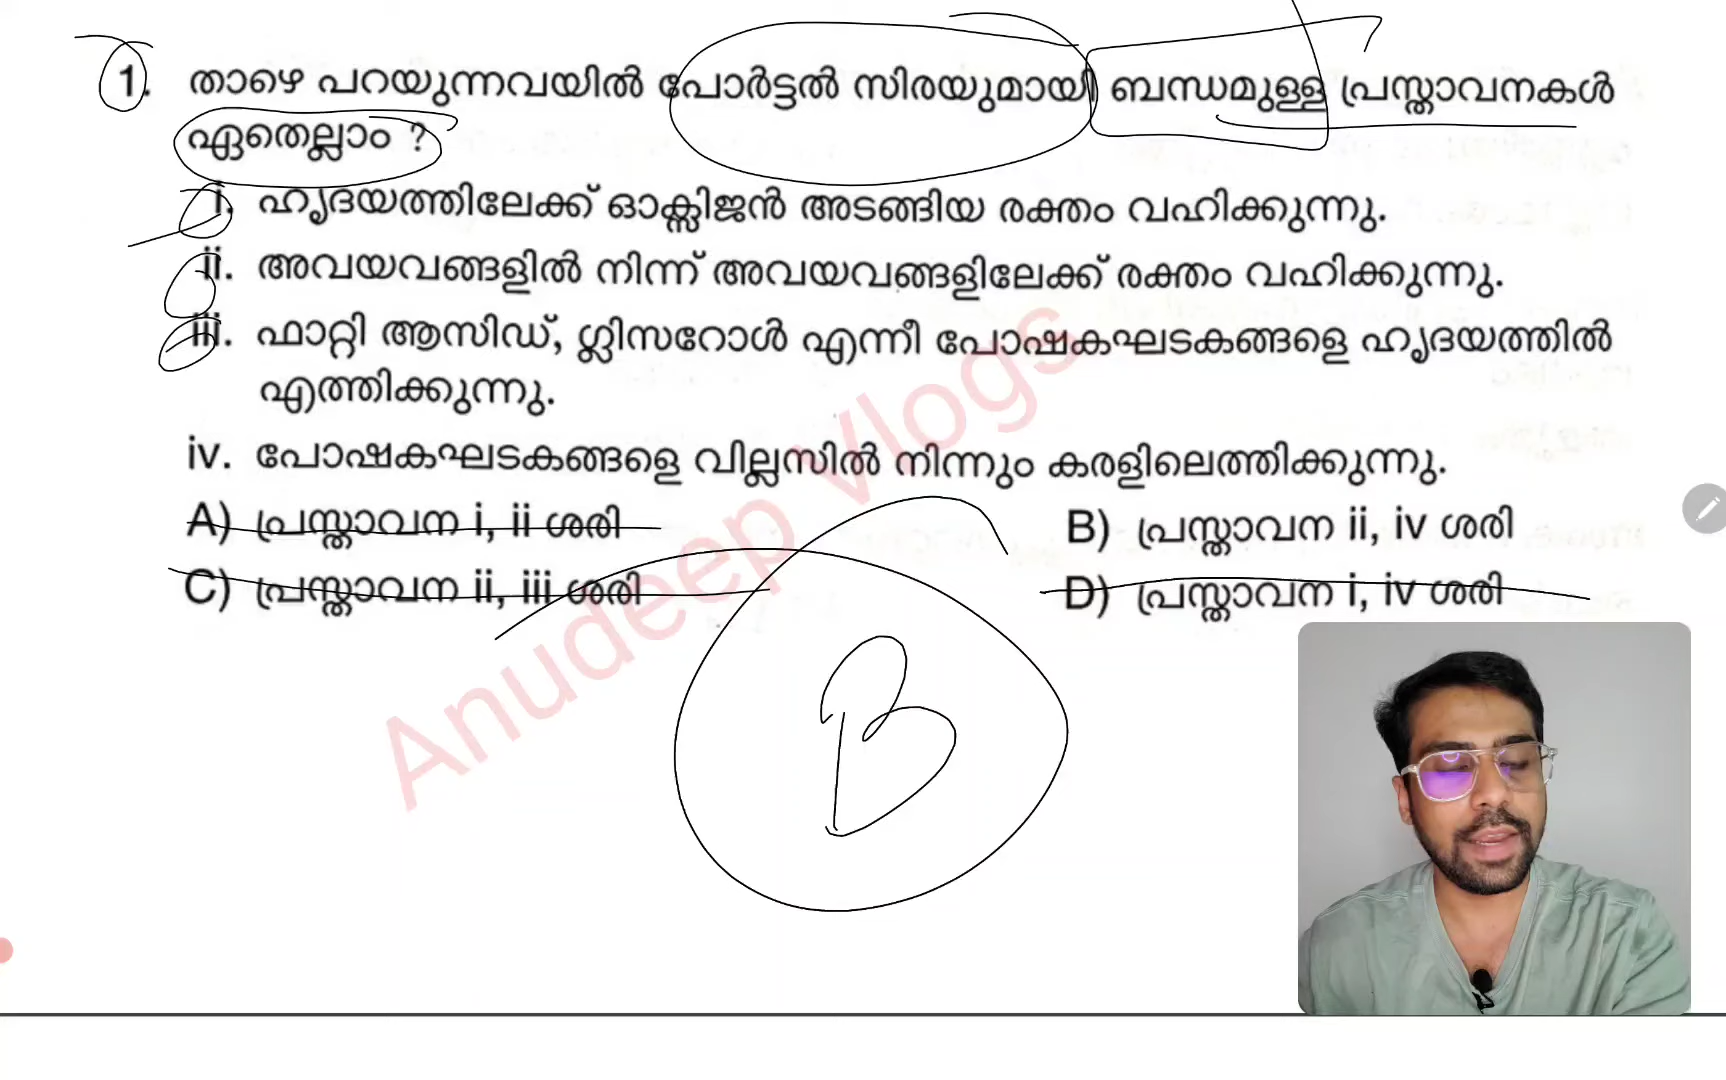 1. താഴെ പറയുന്നവയിൽ പോർട്ടൽ സിരയുമായി ബന്ധമുള്ള പ്രസ്താവനകൾ
ഏതെല്ലാം ?
i. ഹൃദയത്തിലേക്ക് ഓക്സിജൻ അടങ്ങിയ രക്തം വഹിക്കുന്നു.
ii. അവയവങ്ങളിൽ നിന്ന് അവയവങ്ങളിലേക്ക് രക്തം വഹിക്കുന്നു.
iii. ഫാറ്റി ആസിഡ്, ഗ്ലിസറോൾ എന്നീ പോഷകഘടകങ്ങളെ ഹൃദയത്തിൽ
എത്തിക്കുന്നു.
iv. പോഷകഘടകങ്ങളെ വില്ലസിൽ നിന്നും കരളിലെത്തിക്കുന്നു.
A) പ്രസ്താവന i, ii ശരി B) പ്രസ്താവന ii, iv ശരി
C) പ്രസ്താവന ii, iii ശരി D) പ്രസ്താവന i, iv ശരി
Anudeep Vlogs
B